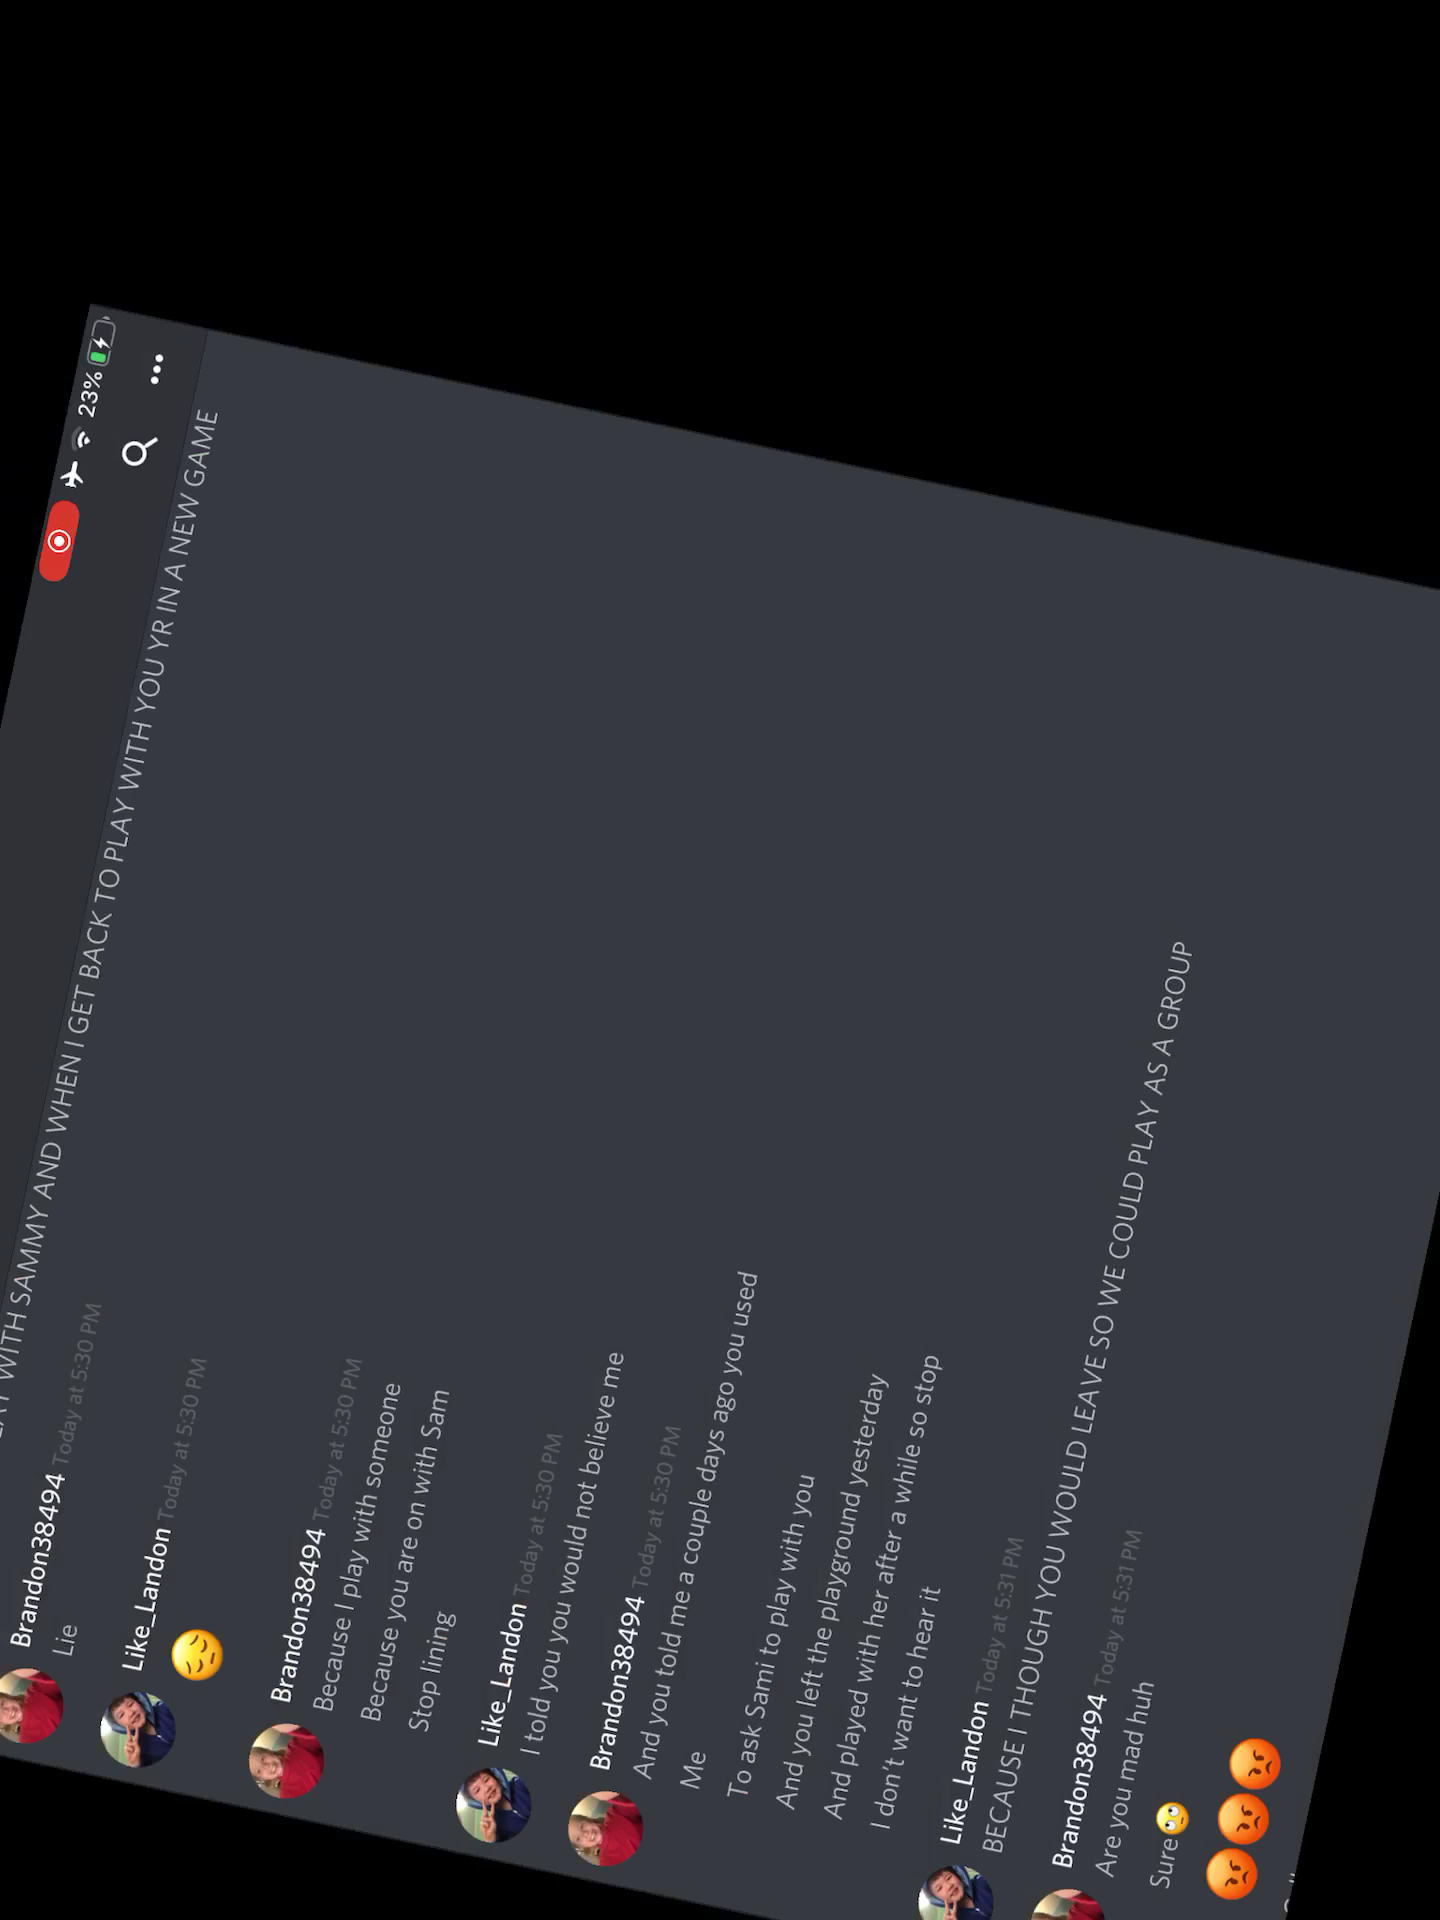 23%
WITH SAMMY AND WHEN I GET BACK TO PLAY WITH YOU YR IN A NEW GAME
Brandon38494 Today at 5:30 PM
Lie
Like_Landon Today at 5:30 PM
Brandon38494 Today at 5:30 PM
Because I play with someone
Because you are on with Sam
Stop lining
Like_Landon Today at 5:30 PM
I told you you would not believe me
Brandon38494 Today at 5:30 PM
And you told me a couple days ago you used
Me
To ask Sami to play with you
And you left the playground yesterday
And played with her after a while so stop
I don't want to hear it
Like_Landon Today at 5:31 PM
BECAUSE I THOUGH YOU WOULD LEAVE SO WE COULD PLAY AS A GROUP
Brandon38494 Today at 5:31 PM
Are you mad huh
Sure